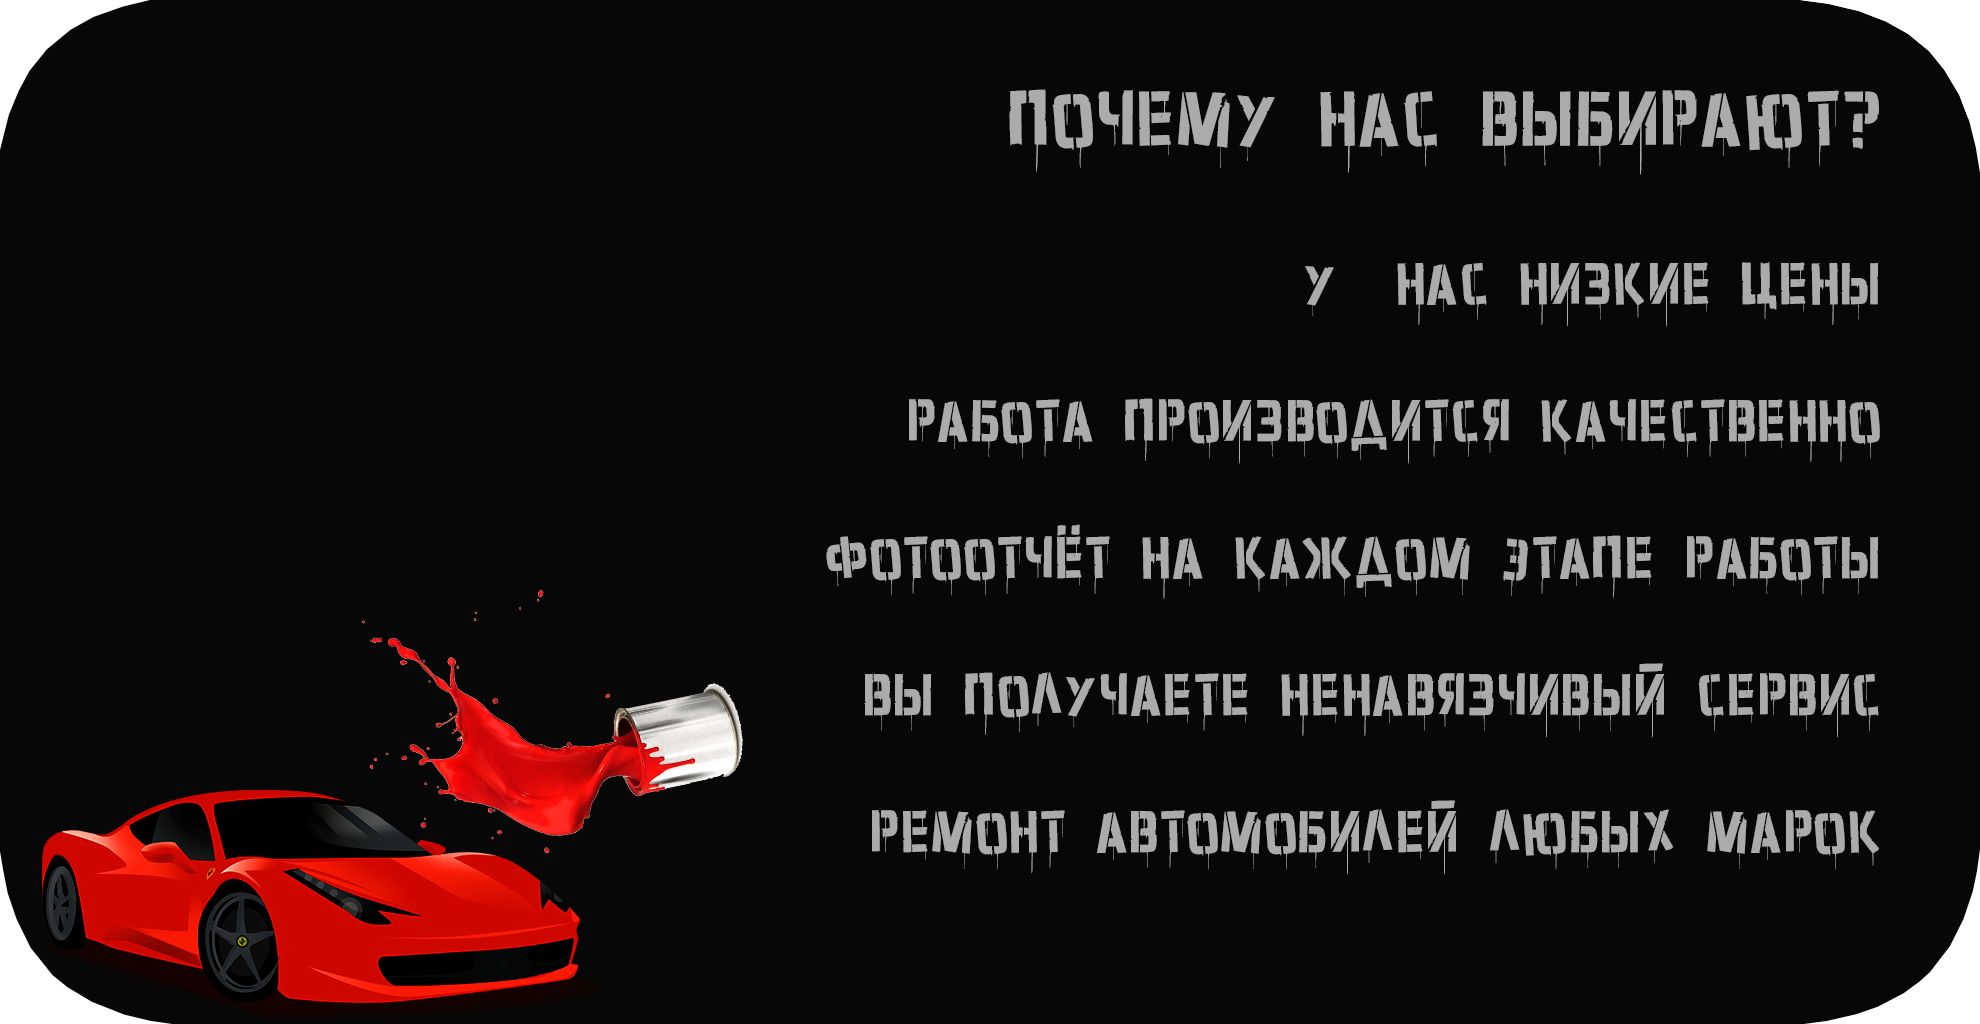 Почему нас выбирают?
У нас низкие цены
Работа производится качественно
Фотоотчёт на каждом этапе работы
Вы получаете ненавязчивый сервис
Ремонт автомобилей любых марок